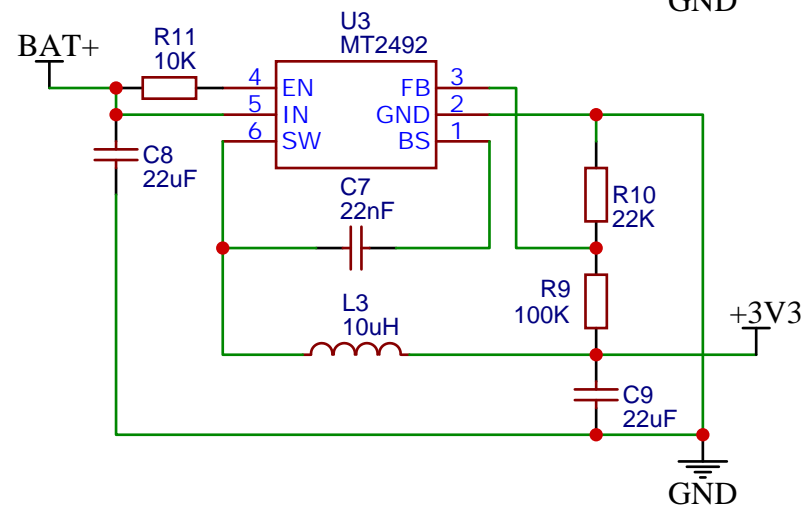 GND
BAT+
R11
10K
U3
MT2492
4
EN
FB
3
5
IN
GND
2
6
SW
BS
1
C8
22uF
C7
22nF
R10
22K
R9
100K
L3
10uH
+3V3
C9
22uF
GND